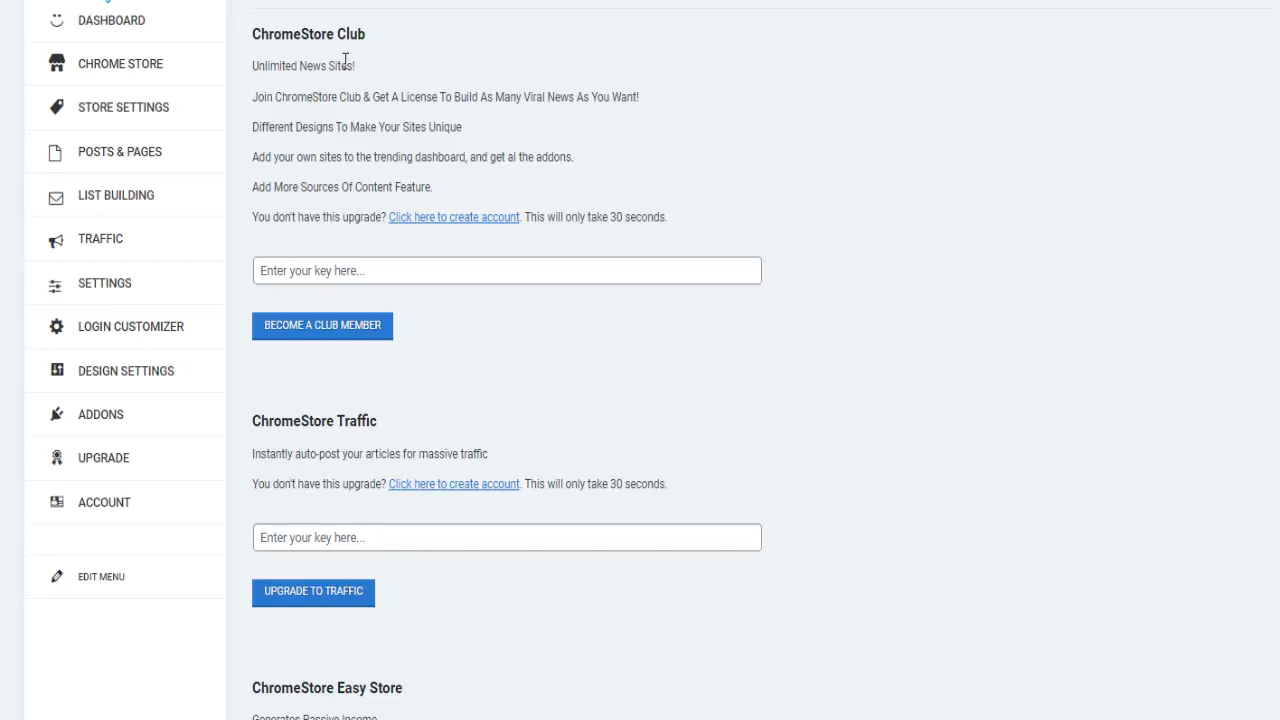 DASHBOARD
CHROME STORE
STORE SETTINGS
POSTS & PAGES
LIST BUILDING
TRAFFIC
SETTINGS
LOGIN CUSTOMIZER
DESIGN SETTINGS
ADDONS
UPGRADE
ACCOUNT
EDIT MENU
ChromeStore Club
Unlimited News Sites!
Join ChromeStore Club & Get A License To Build As Many Viral News As You Want!
Different Designs To Make Your Sites Unique
Add your own sites to the trending dashboard, and get al the addons.
Add More Sources Of Content Feature.
You don't have this upgrade? Click here to create account. This will only take 30 seconds.
Enter your key here...
BECOME A CLUB MEMBER
ChromeStore Traffic
Instantly auto-post your articles for massive traffic
You don't have this upgrade? Click here to create account. This will only take 30 seconds.
Enter your key here...
UPGRADE TO TRAFFIC
ChromeStore Easy Store
Generates Passive Income